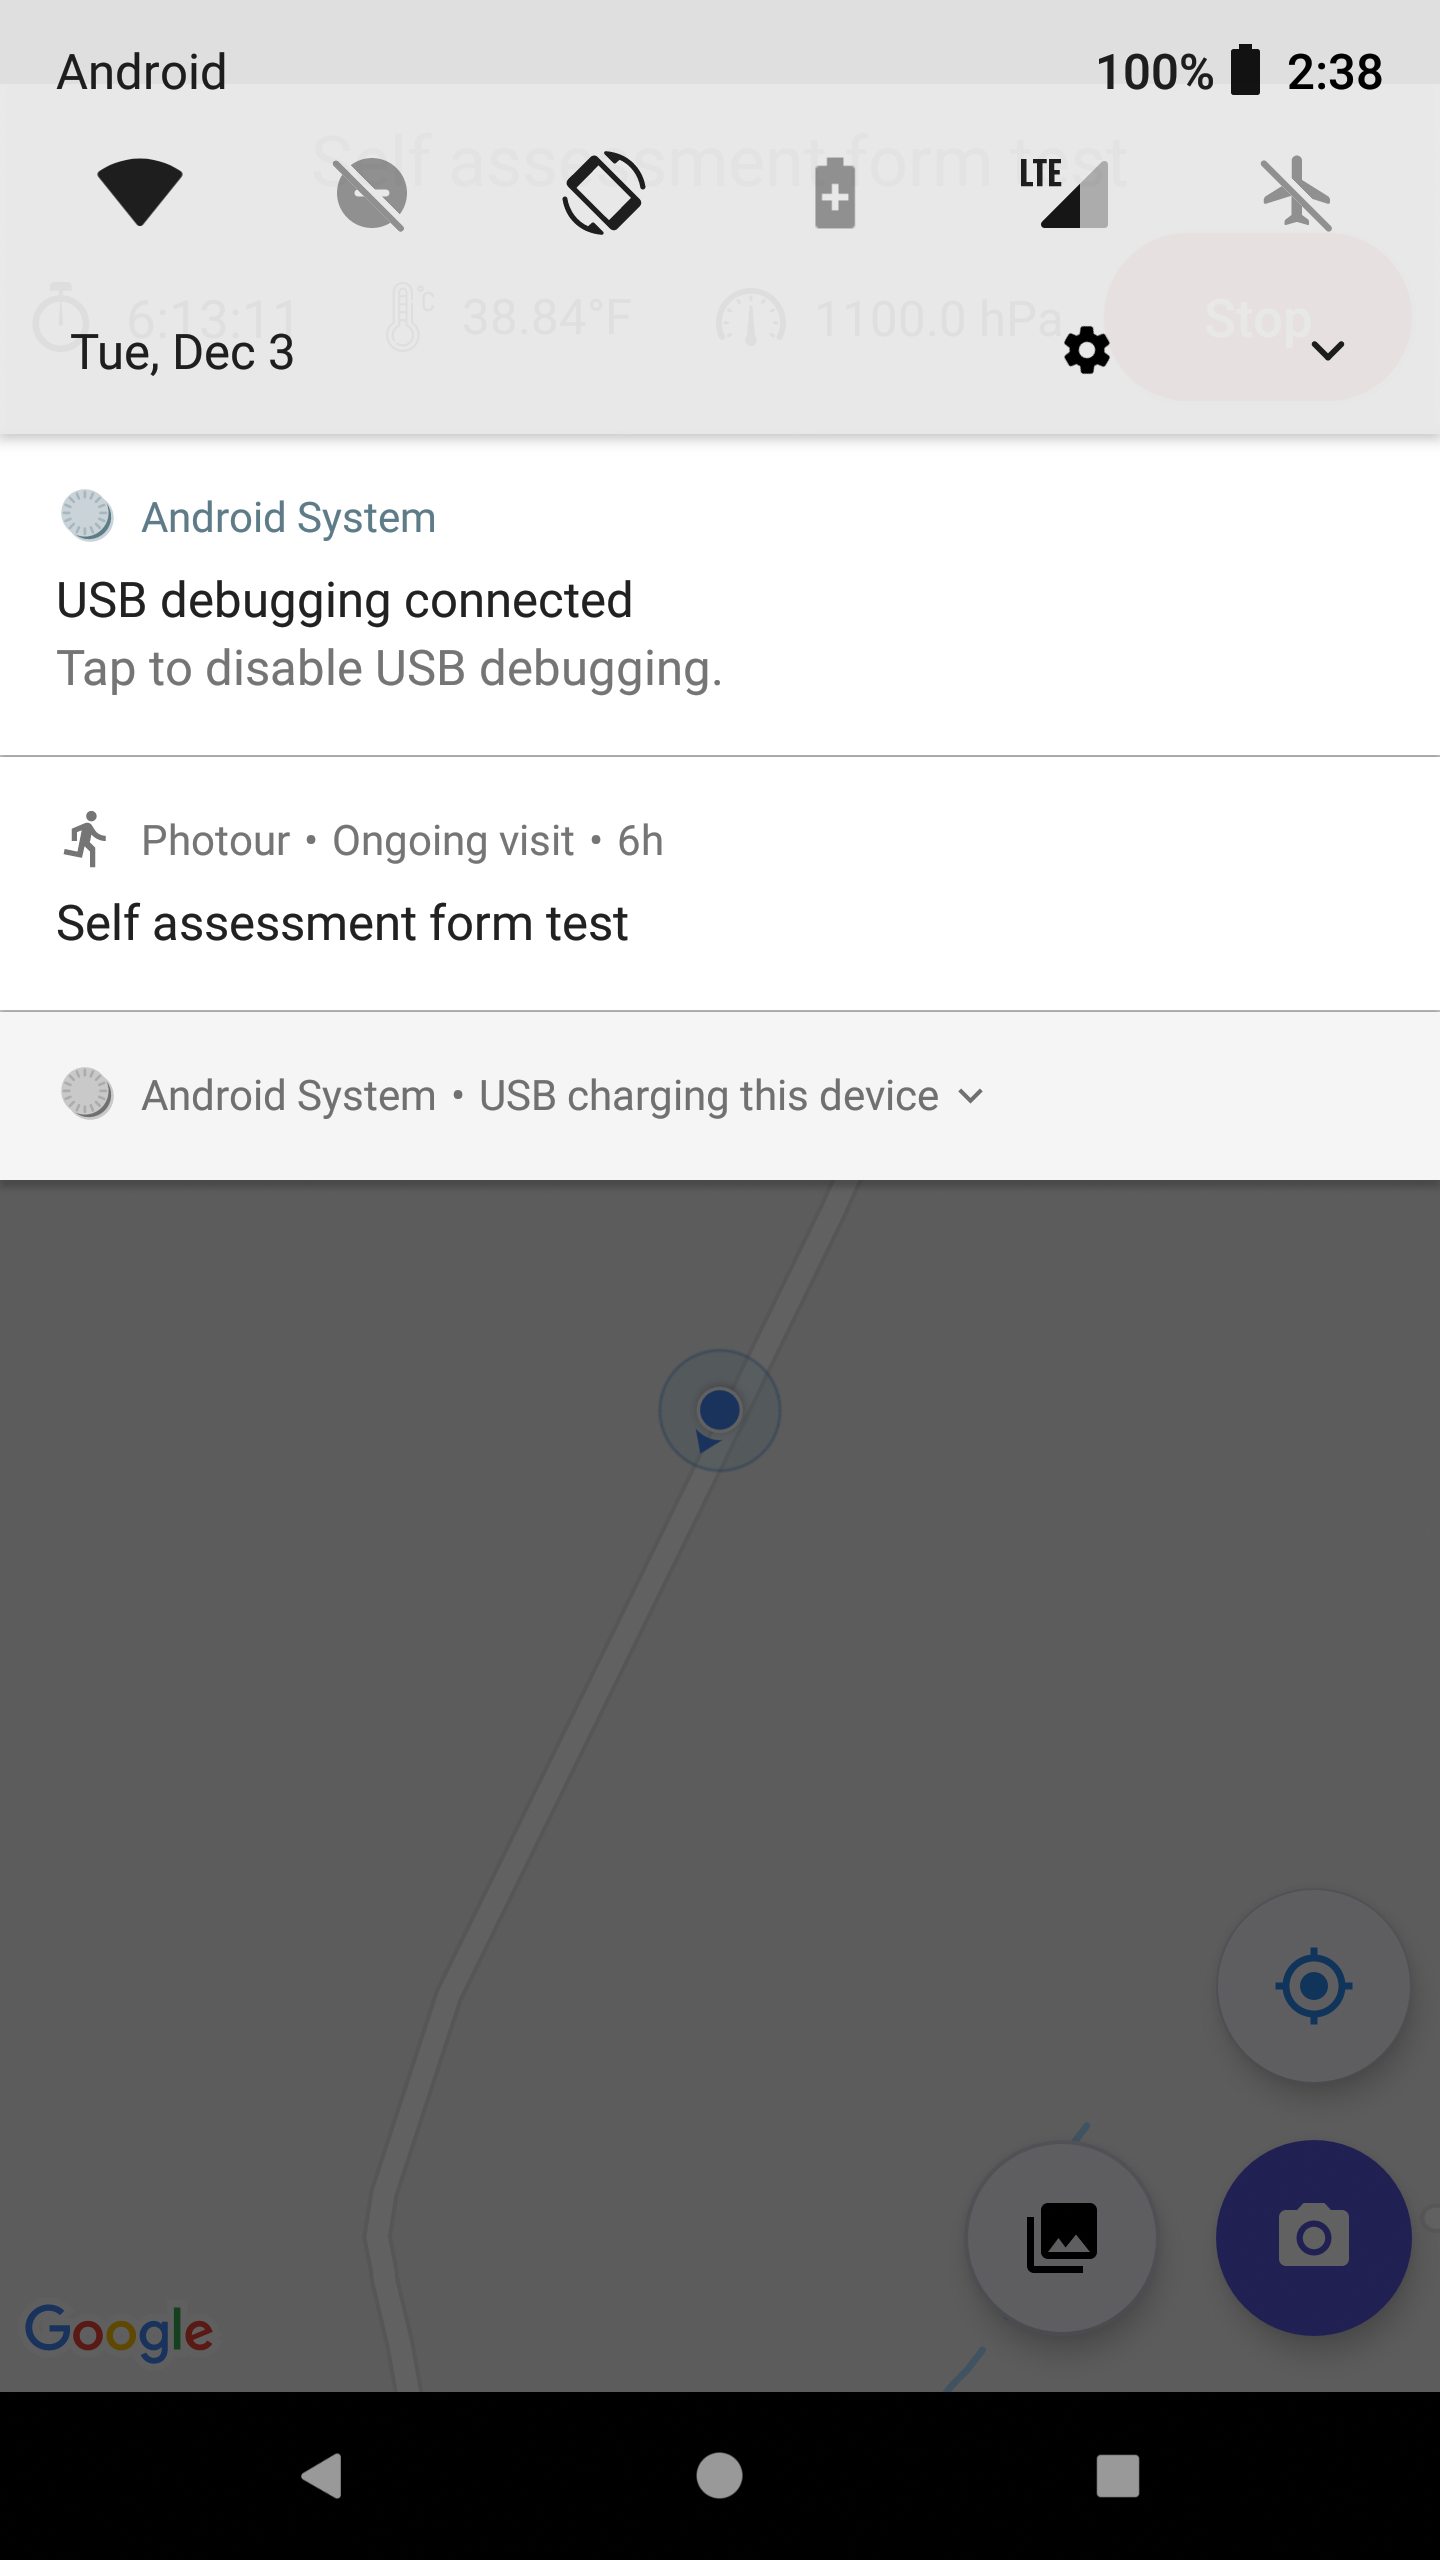 Android 100% 2:38
Self assessment form test
LTE
6:13:11 °C 38.84°F 1100.0 hPa Stop
Tue, Dec 3
Android System
USB debugging connected
Tap to disable USB debugging.
Photour • Ongoing visit • 6h
Self assessment form test
Android System • USB charging this device
Google